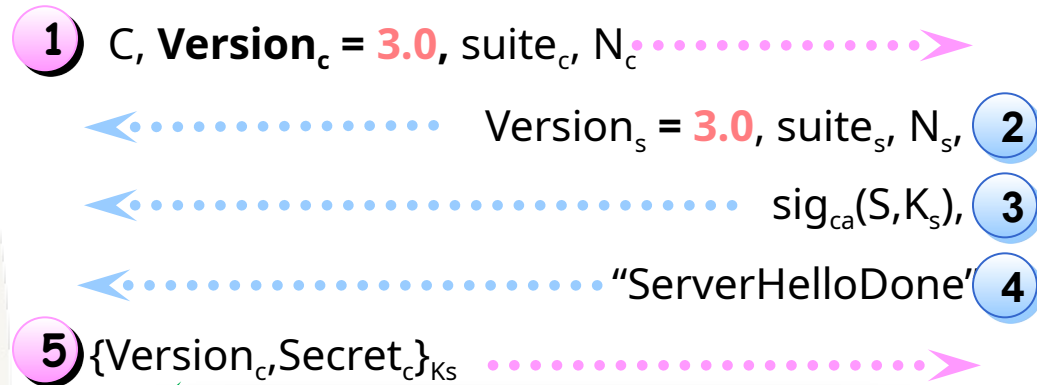 1 C, Version_c = 3.0, suite_c, N_c
Version_s = 3.0, suite_s, N_s, 2
sig_ca(S,K_s), 3
“ServerHelloDone” 4
5 {Version_c,Secret_c}_Ks